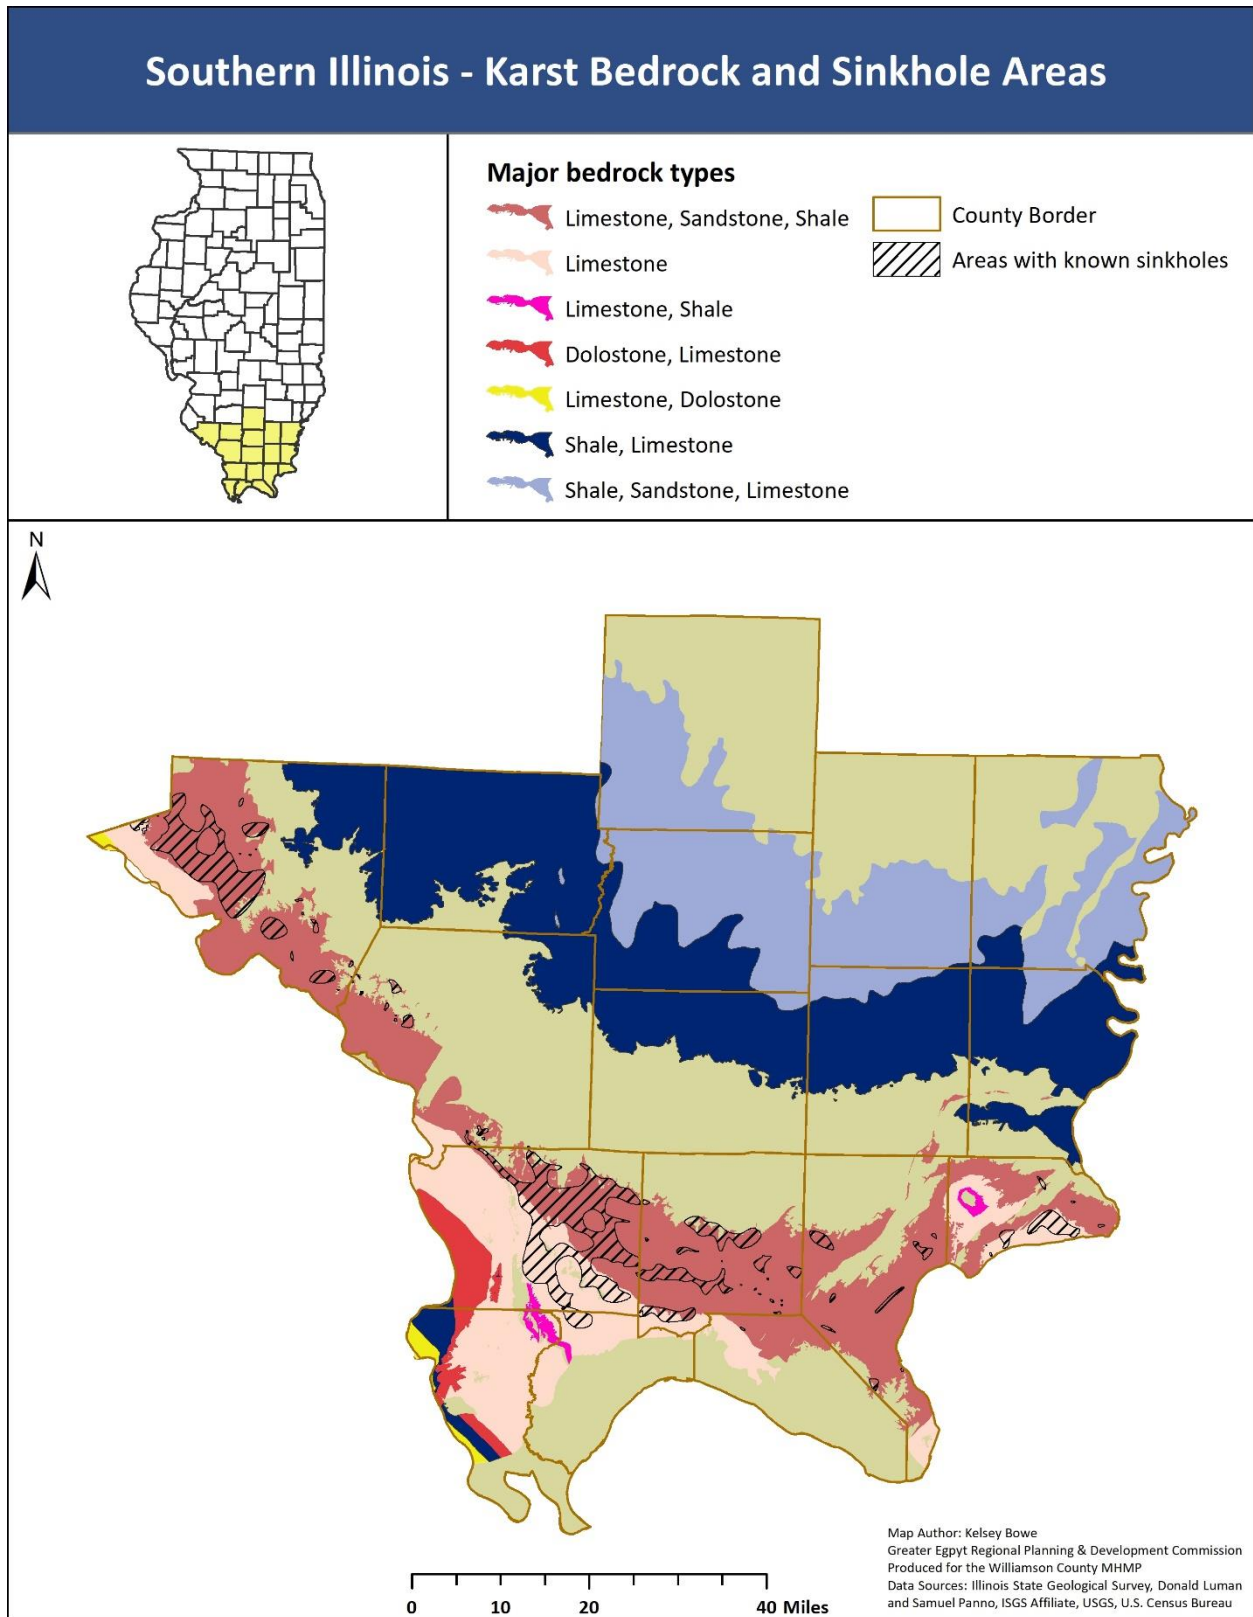 Southern Illinois - Karst Bedrock and Sinkhole Areas
Major bedrock types
Limestone, Sandstone, Shale
Limestone
Limestone, Shale
Dolostone, Limestone
Limestone, Dolostone
Shale, Limestone
Shale, Sandstone, Limestone
County Border
Areas with known sinkholes
N
0 10 20 40 Miles
Map Author: Kelsey Bowe
Greater Egpyt Regional Planning & Development Commission
Produced for the Williamson County MHMP
Data Sources: Illinois State Geological Survey, Donald Luman
and Samuel Panno, ISGS Affiliate, USGS, U.S. Census Bureau